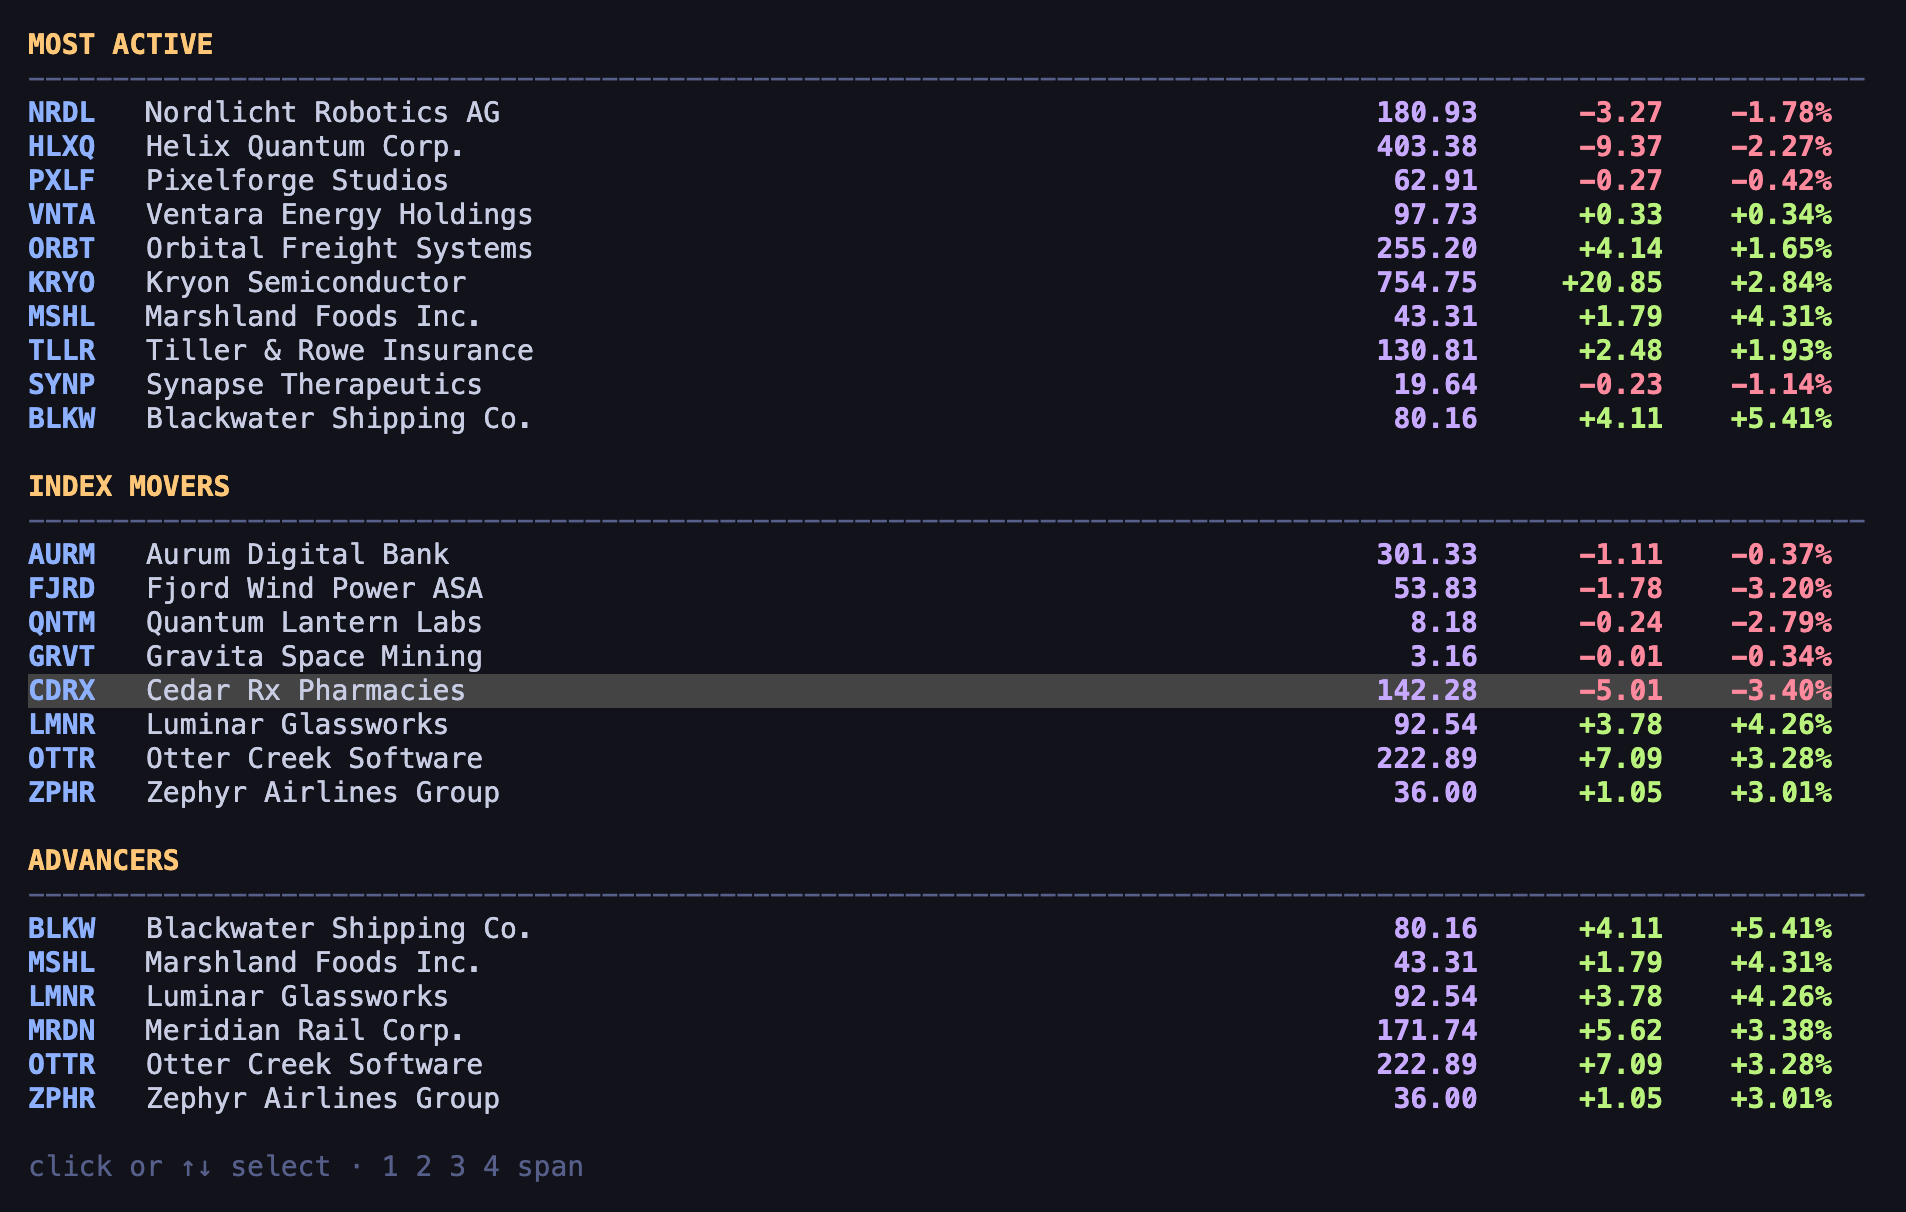 MOST ACTIVE
NRDL Nordlicht Robotics AG 180.93 −3.27 −1.78%
HLXQ Helix Quantum Corp. 403.38 −9.37 −2.27%
PXLF Pixelforge Studios 62.91 −0.27 −0.42%
VNTA Ventara Energy Holdings 97.73 +0.33 +0.34%
ORBT Orbital Freight Systems 255.20 +4.14 +1.65%
KRYO Kryon Semiconductor 754.75 +20.85 +2.84%
MSHL Marshland Foods Inc. 43.31 +1.79 +4.31%
TLLR Tiller & Rowe Insurance 130.81 +2.48 +1.93%
SYNP Synapse Therapeutics 19.64 −0.23 −1.14%
BLKW Blackwater Shipping Co. 80.16 +4.11 +5.41%
INDEX MOVERS
AURM Aurum Digital Bank 301.33 −1.11 −0.37%
FJRD Fjord Wind Power ASA 53.83 −1.78 −3.20%
QNTM Quantum Lantern Labs 8.18 −0.24 −2.79%
GRVT Gravita Space Mining 3.16 −0.01 −0.34%
CDRX Cedar Rx Pharmacies 142.28 −5.01 −3.40%
LMNR Luminar Glassworks 92.54 +3.78 +4.26%
OTTR Otter Creek Software 222.89 +7.09 +3.28%
ZPHR Zephyr Airlines Group 36.00 +1.05 +3.01%
ADVANCERS
BLKW Blackwater Shipping Co. 80.16 +4.11 +5.41%
MSHL Marshland Foods Inc. 43.31 +1.79 +4.31%
LMNR Luminar Glassworks 92.54 +3.78 +4.26%
MRDN Meridian Rail Corp. 171.74 +5.62 +3.38%
OTTR Otter Creek Software 222.89 +7.09 +3.28%
ZPHR Zephyr Airlines Group 36.00 +1.05 +3.01%
click or ↑↓ select · 1 2 3 4 span